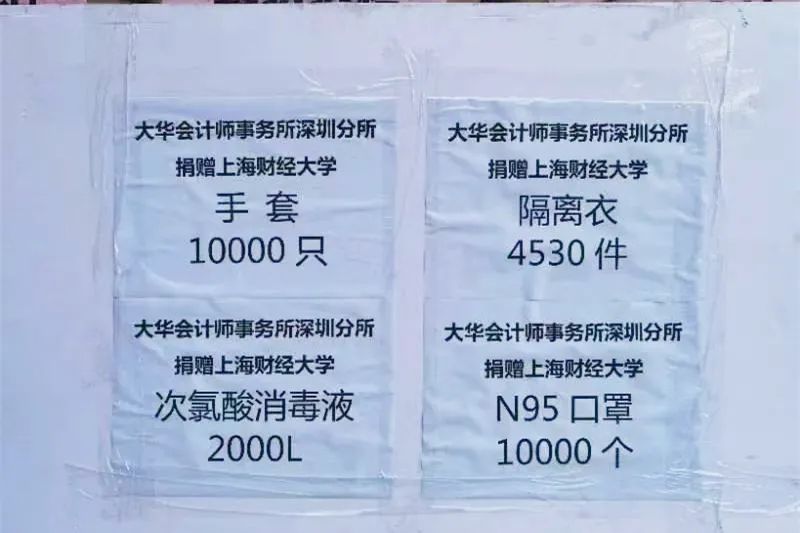 大华会计师事务所深圳分所
捐赠上海财经大学
手 套
10000 只
大华会计师事务所深圳分所
捐赠上海财经大学
隔离衣
4530 件
大华会计师事务所深圳分所
捐赠上海财经大学
次氯酸消毒液
2000L
大华会计师事务所深圳分所
捐赠上海财经大学
N95 口罩
10000 个